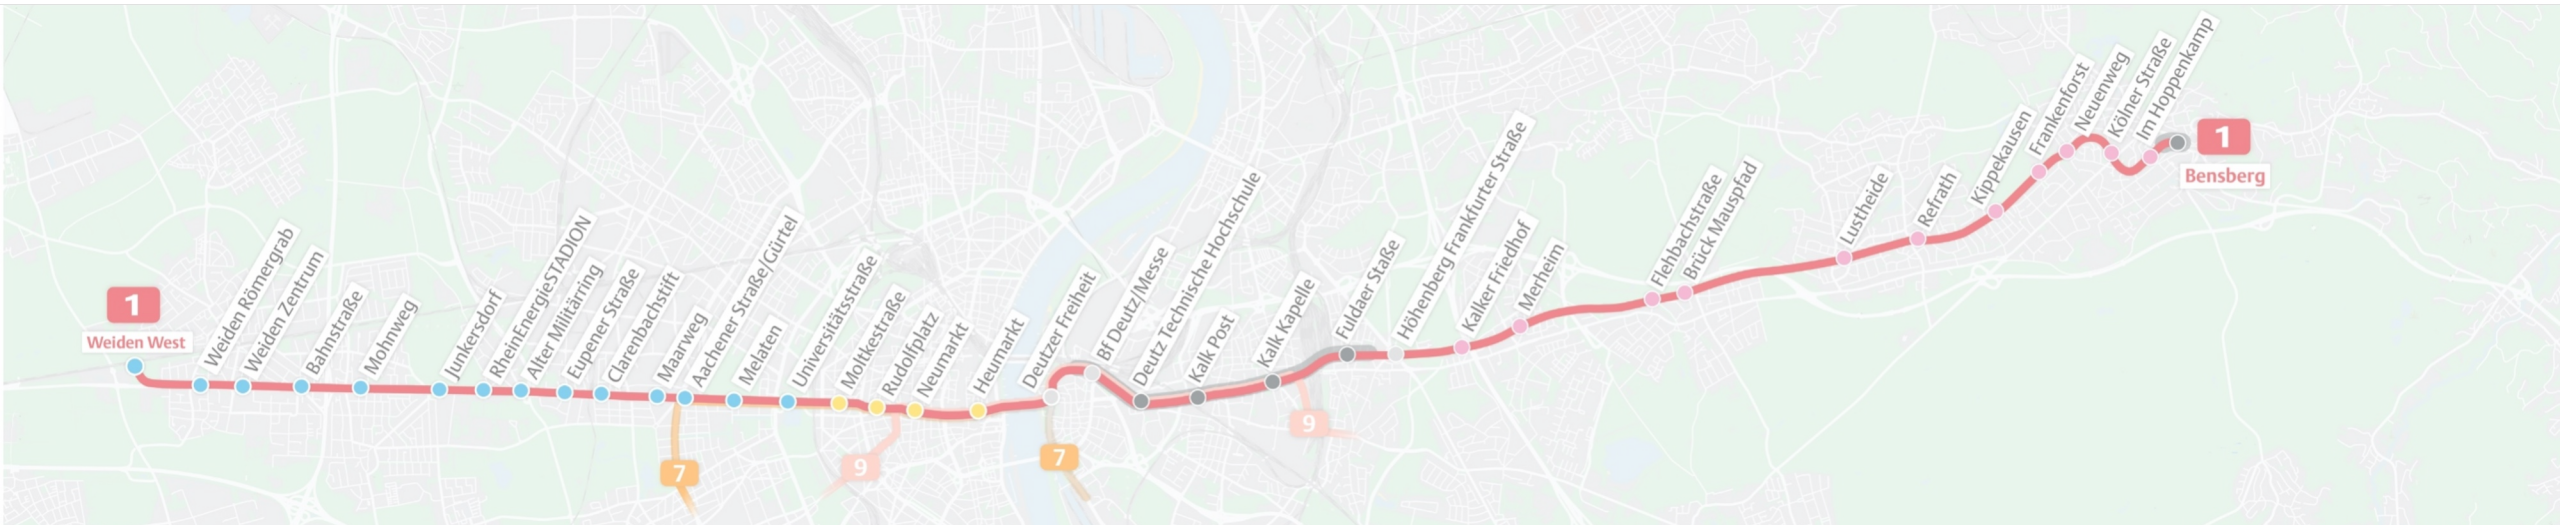 1
Weiden West
Weiden Römergrab
Weiden Zentrum
Bahnstraße
Mohnweg
Junkersdorf
RheinEnergieSTADION
Alter Militärring
Eupener Straße
Clarenbachstift
Maarweg
Aachener Straße/Gürtel
Melaten
Universitätsstraße
Moltkestraße
Rudolfplatz
Neumarkt
Heumarkt
Deutzer Freiheit
Bf Deutz/Messe
Deutz Technische Hochschule
Kalk Post
Kalk Kapelle
Fuldaer Staße
Höhenberg Frankfurter Straße
Kalker Friedhof
Merheim
Flehbachstraße
Brück Mauspfad
Lustheide
Refrath
Kippekausen
Frankenforst
Neuenweg
Kölner Straße
Im Hoppenkamp
1
Bensberg
7
9
7
9